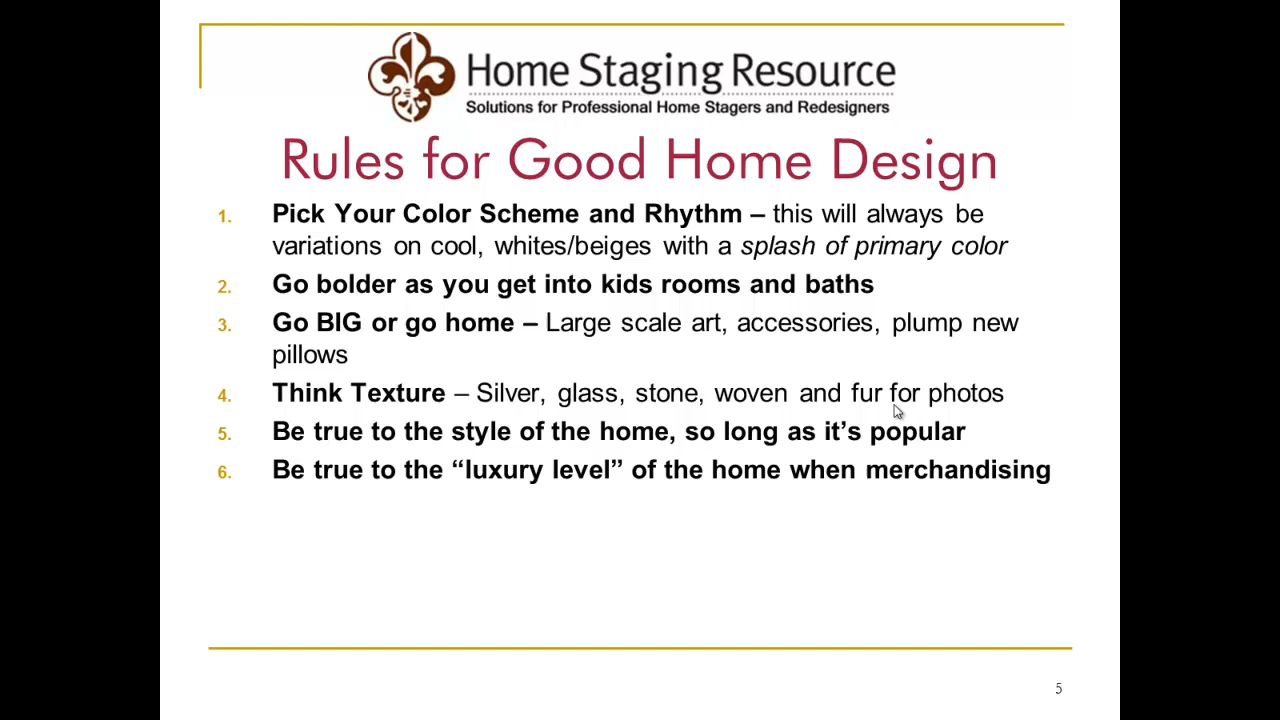 Home Staging Resource
Solutions for Professional Home Stagers and Redesigners
Rules for Good Home Design
1. Pick Your Color Scheme and Rhythm – this will always be
variations on cool, whites/beiges with a splash of primary color
2. Go bolder as you get into kids rooms and baths
3. Go BIG or go home – Large scale art, accessories, plump new
pillows
4. Think Texture – Silver, glass, stone, woven and fur for photos
5. Be true to the style of the home, so long as it’s popular
6. Be true to the “luxury level” of the home when merchandising
5